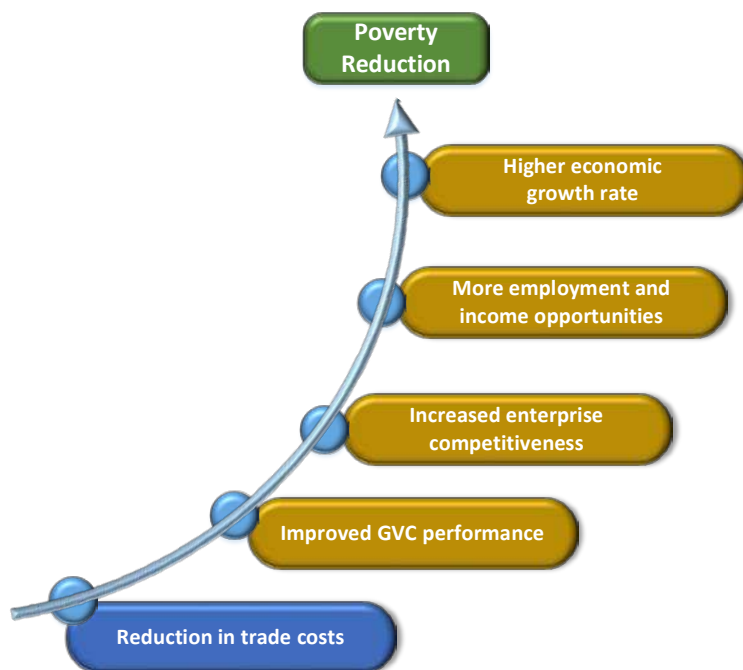 Poverty
Reduction
Higher economic
growth rate
More employment and
income opportunities
Increased enterprise
competitiveness
Improved GVC performance
Reduction in trade costs